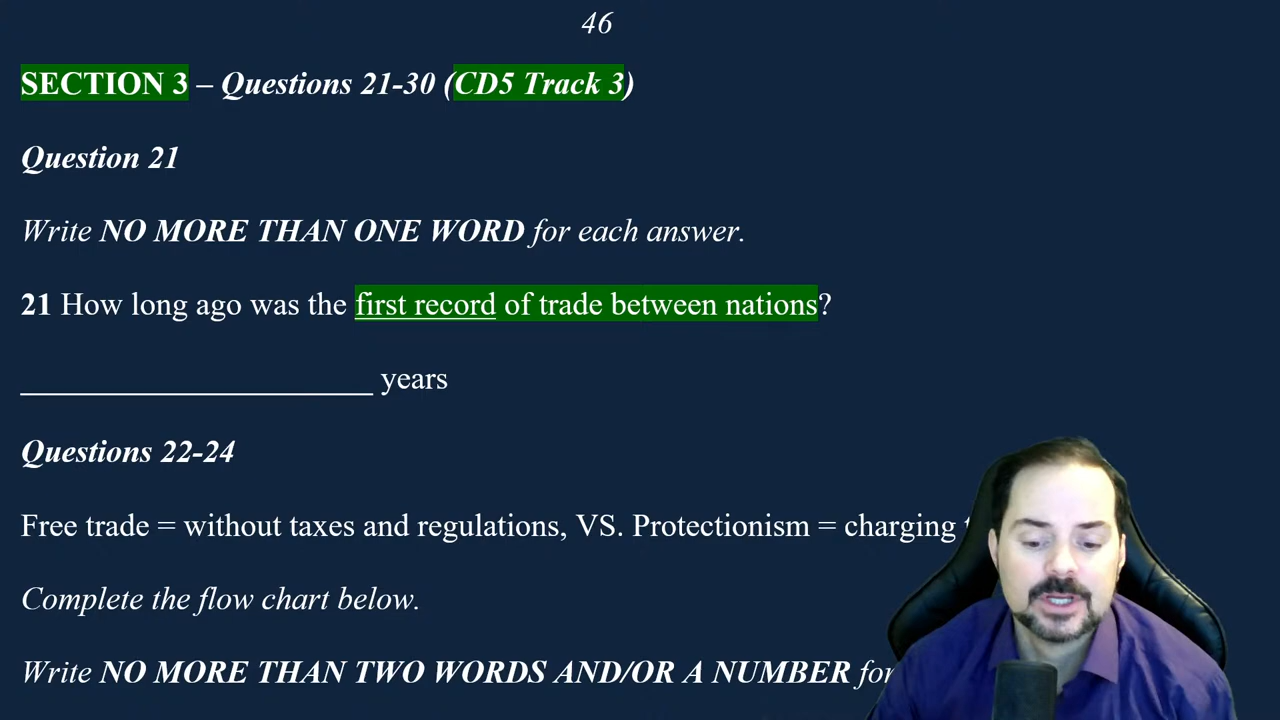 46
SECTION 3 – Questions 21-30 (CD5 Track 3)
Question 21
Write NO MORE THAN ONE WORD for each answer.
21 How long ago was the first record of trade between nations?
______________________ years
Questions 22-24
Free trade = without taxes and regulations, VS. Protectionism = charging
Complete the flow chart below.
Write NO MORE THAN TWO WORDS AND/OR A NUMBER for